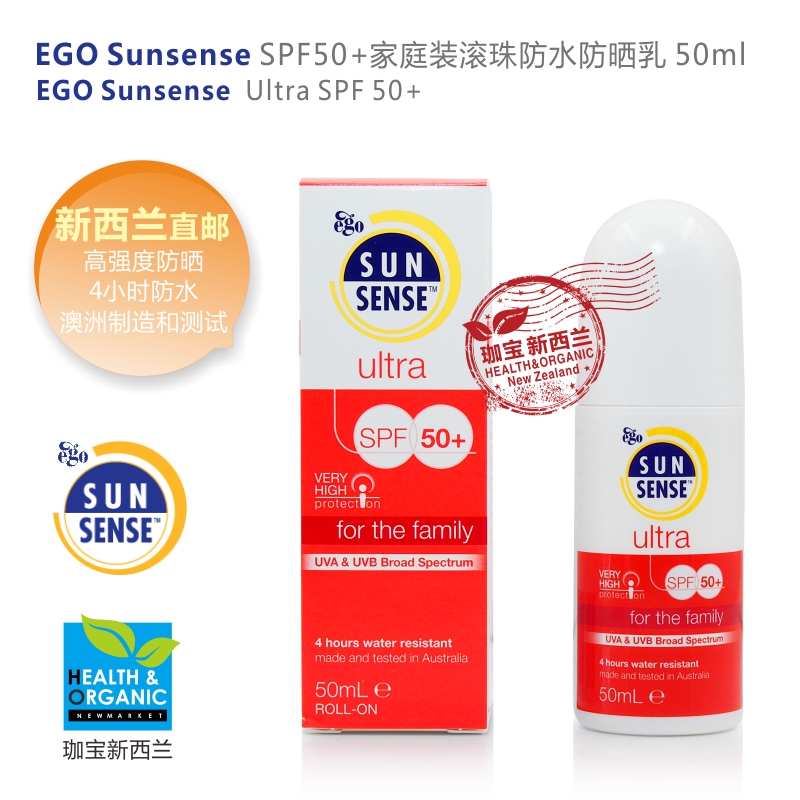 EGO Sunsense SPF50+家庭装滚珠防水防晒乳 50ml
EGO Sunsense Ultra SPF 50+
新西兰直邮
高强度防晒
4小时防水
澳洲制造和测试
ego
SUN
SENSE™
HEALTH &
ORGANIC
NEWMARKET
珈宝新西兰
ego
SUN
SENSE™
ultra
SPF 50+
VERY
HIGH
protection
for the family
UVA & UVB Broad Spectrum
4 hours water resistant
made and tested in Australia
50mL ℮
ROLL-ON
珈宝新西兰
HEALTH&ORGANIC
New Zealand
ego
SUN
SENSE™
ultra
VERY
HIGH
protection
SPF 50+
for the family
UVA & UVB Broad Spectrum
4 hours water resistant
made and tested in Australia
50mL ℮